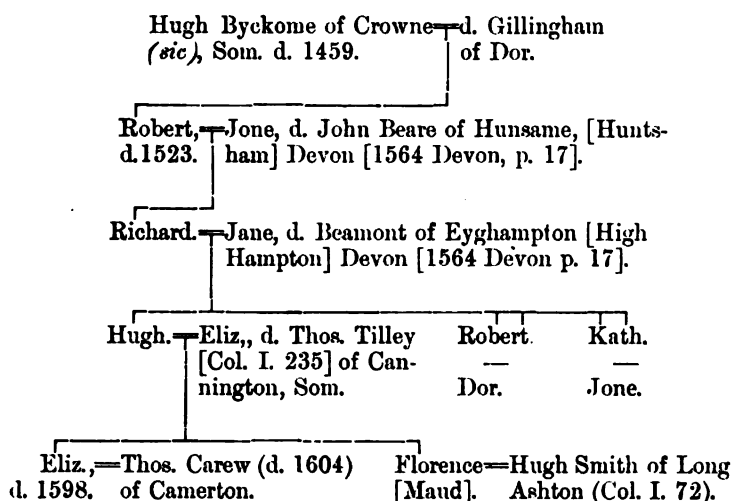 Hugh Byckome of Crowne=d. Gillingham
(sic), Som. d. 1459. of Dor.
Robert,=Jone, d. John Beare of Hunsame, [Hunts-
d.1523. ham] Devon [1564 Devon, p. 17].
Richard.=Jane, d. Beamont of Eyghampton [High
Hampton] Devon [1564 Devon p. 17].
Hugh.=Eliz,, d. Thos. Tilley Robert. Kath.
[Col. I. 235] of Can- — —
nington, Som. Dor. Jone.
Eliz.,=Thos. Carew (d. 1604) Florence=Hugh Smith of Long
d. 1598. of Camerton. [Maud]. Ashton (Col. I. 72).